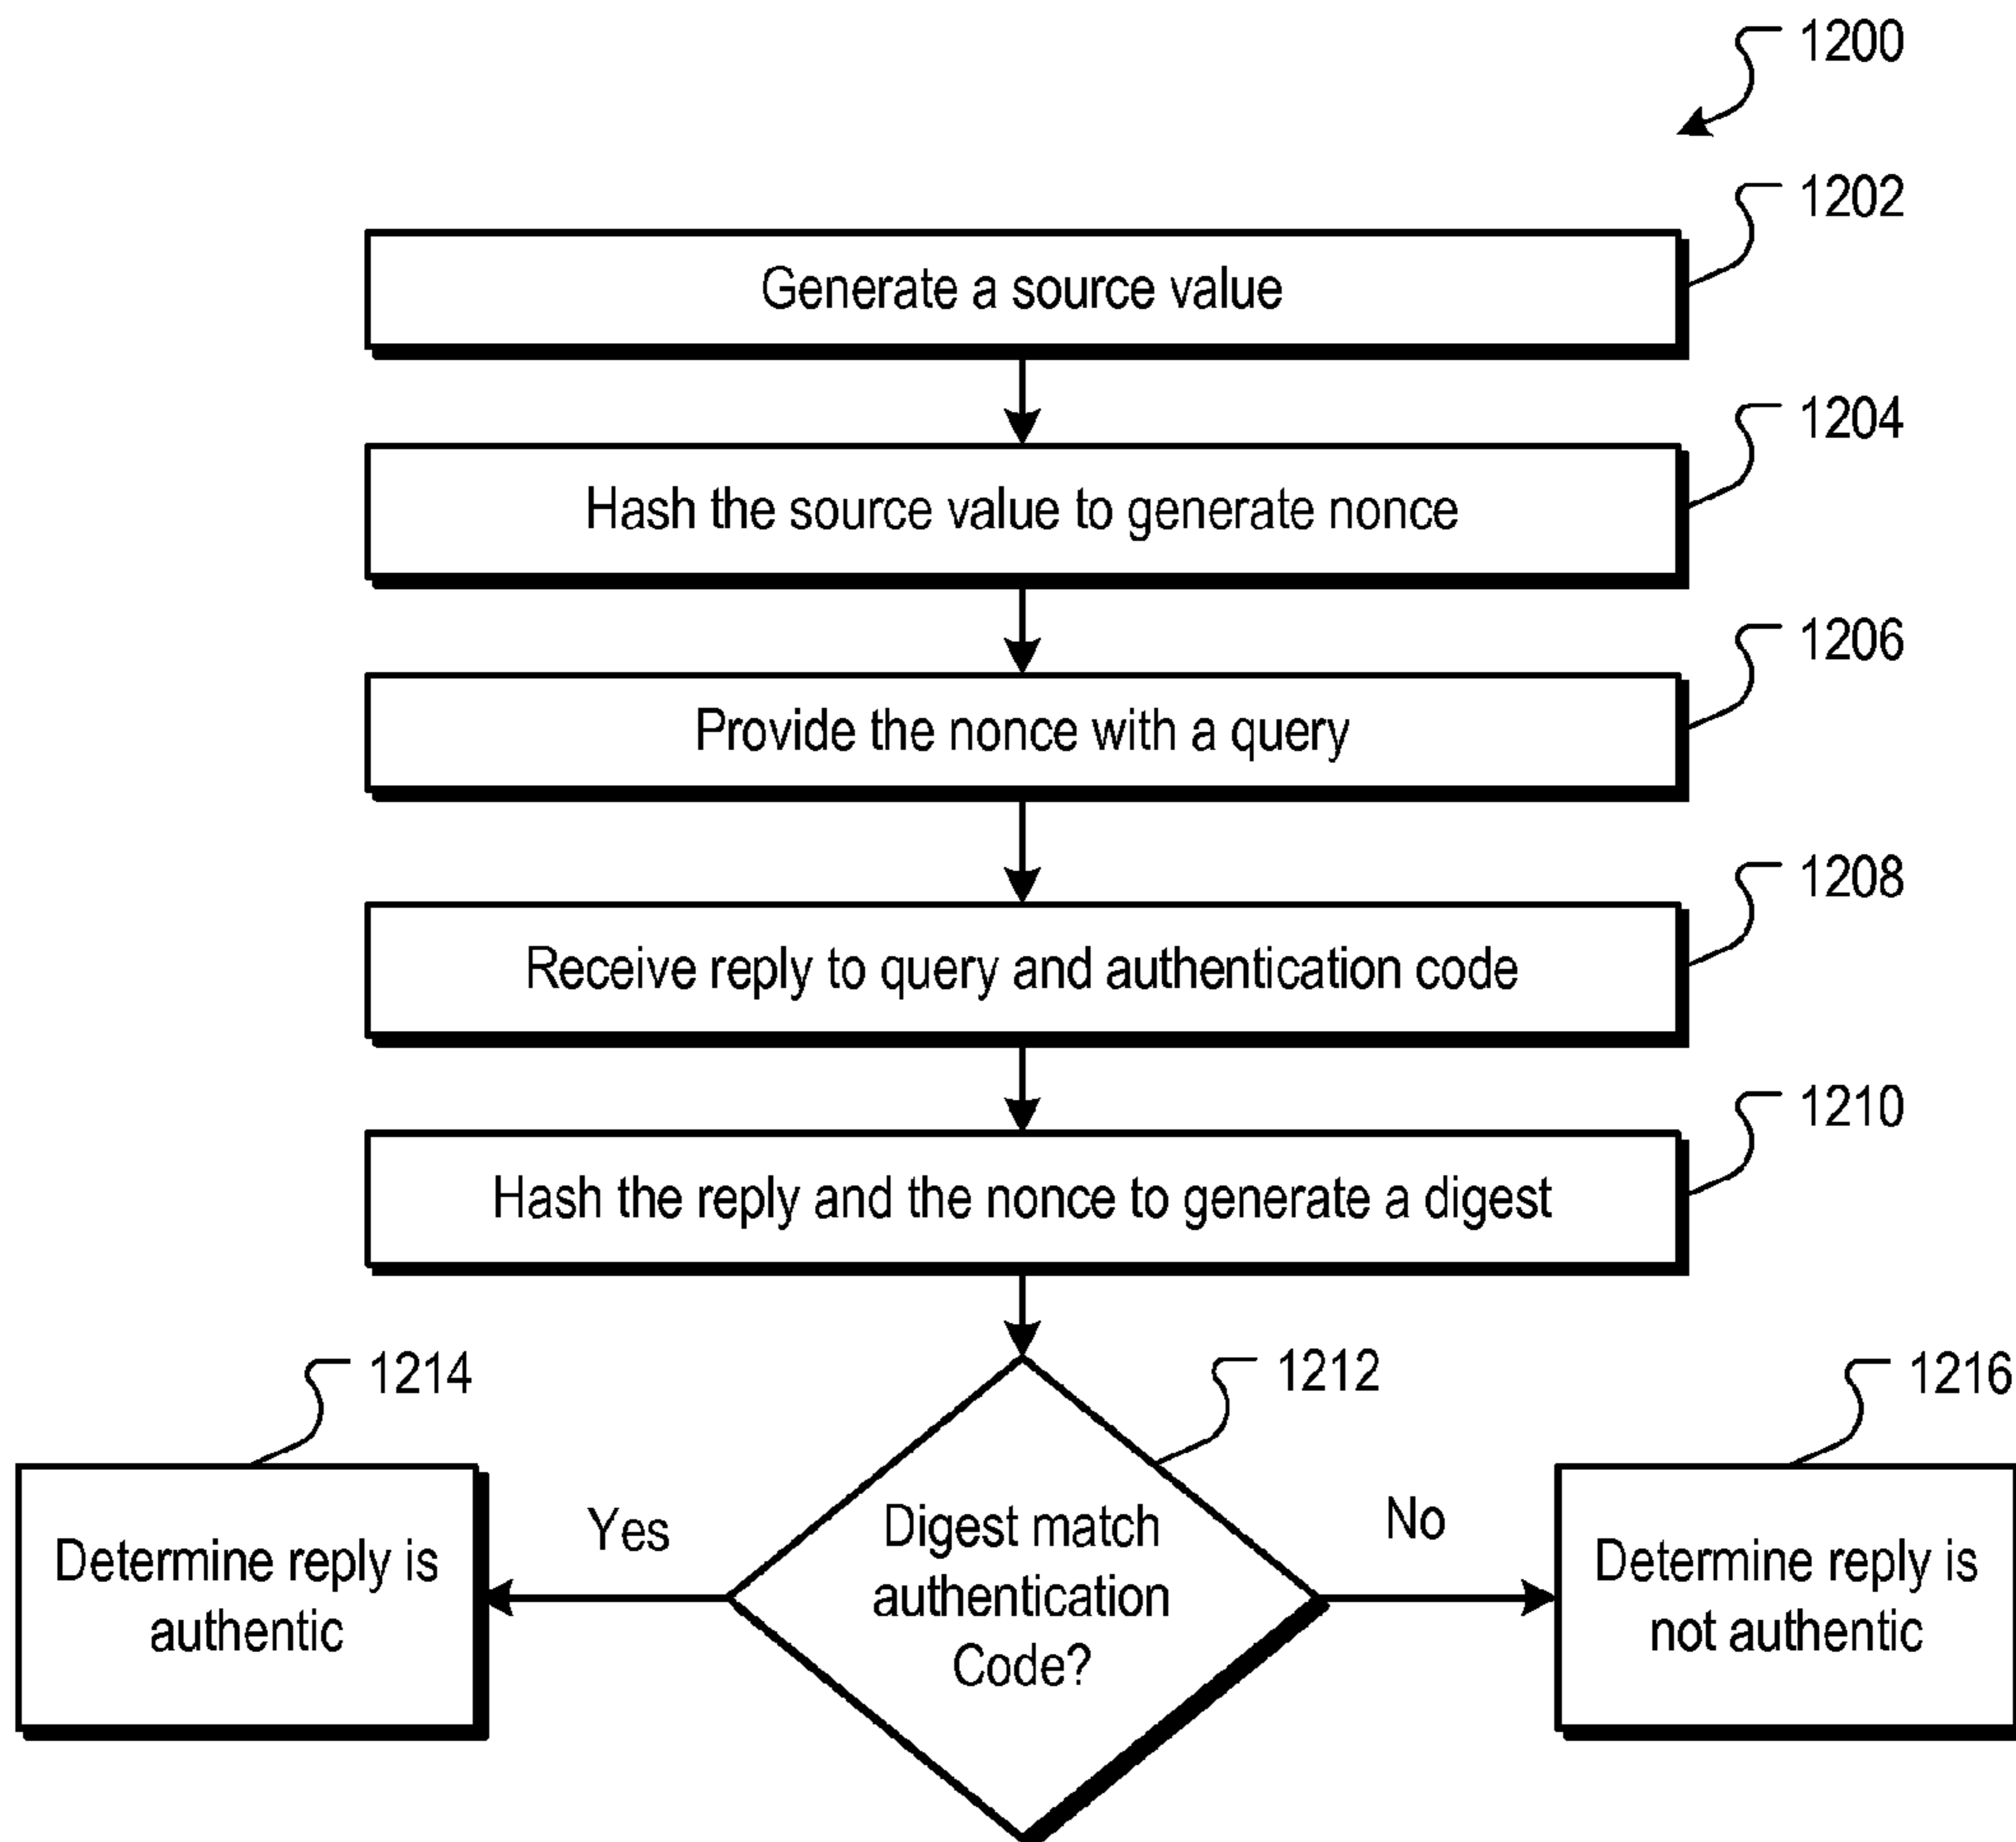 1200
1202
Generate a source value
1204
Hash the source value to generate nonce
1206
Provide the nonce with a query
1208
Receive reply to query and authentication code
1210
Hash the reply and the nonce to generate a digest
1214
1212
1216
Determine reply is
authentic
Yes
Digest match
authentication
Code?
No
Determine reply is
not authentic